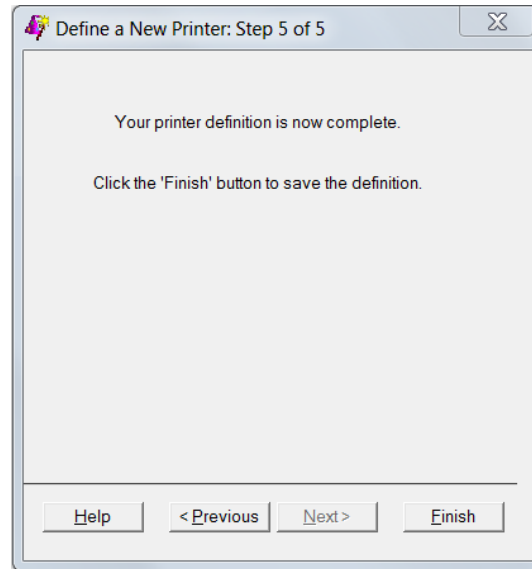 Define a New Printer: Step 5 of 5
Your printer definition is now complete.
Click the 'Finish' button to save the definition.
Help
< Previous
Next >
Finish